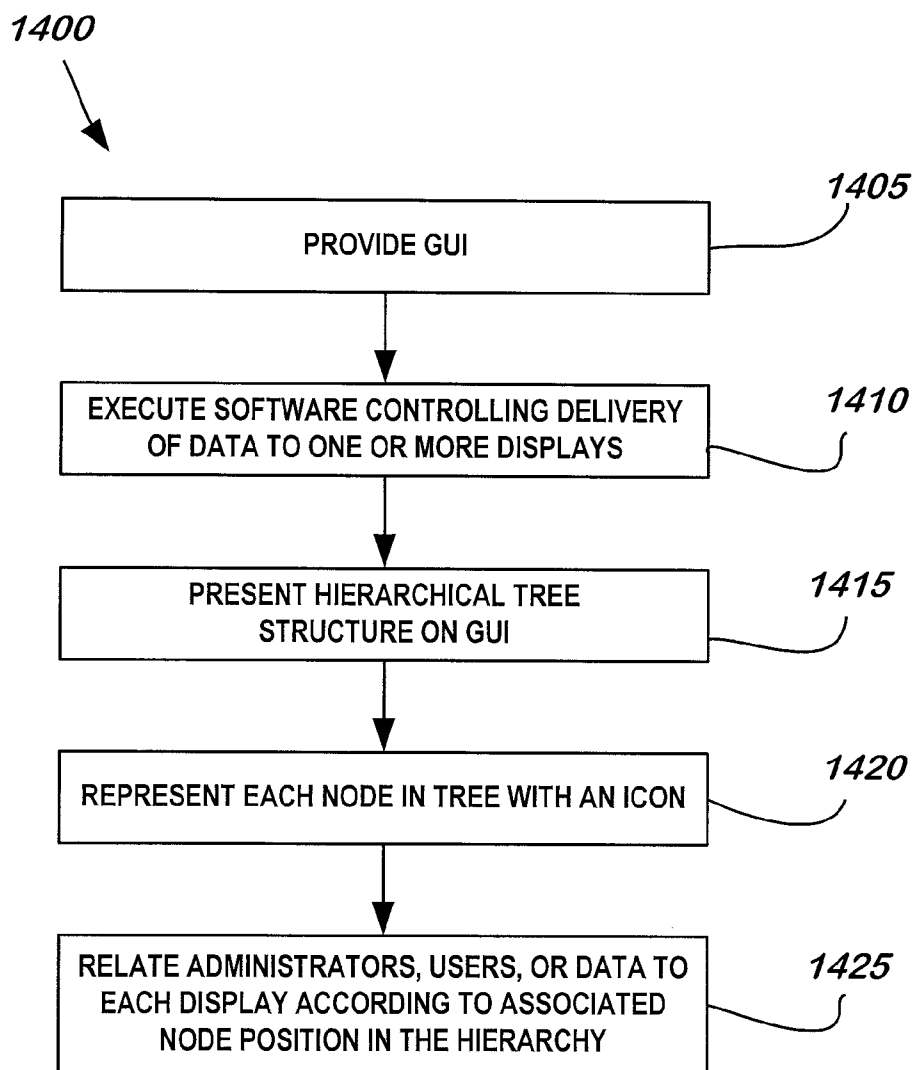 1400
1405
PROVIDE GUI
1410
EXECUTE SOFTWARE CONTROLLING DELIVERY
OF DATA TO ONE OR MORE DISPLAYS
1415
PRESENT HIERARCHICAL TREE
STRUCTURE ON GUI
1420
REPRESENT EACH NODE IN TREE WITH AN ICON
1425
RELATE ADMINISTRATORS, USERS, OR DATA TO
EACH DISPLAY ACCORDING TO ASSOCIATED
NODE POSITION IN THE HIERARCHY